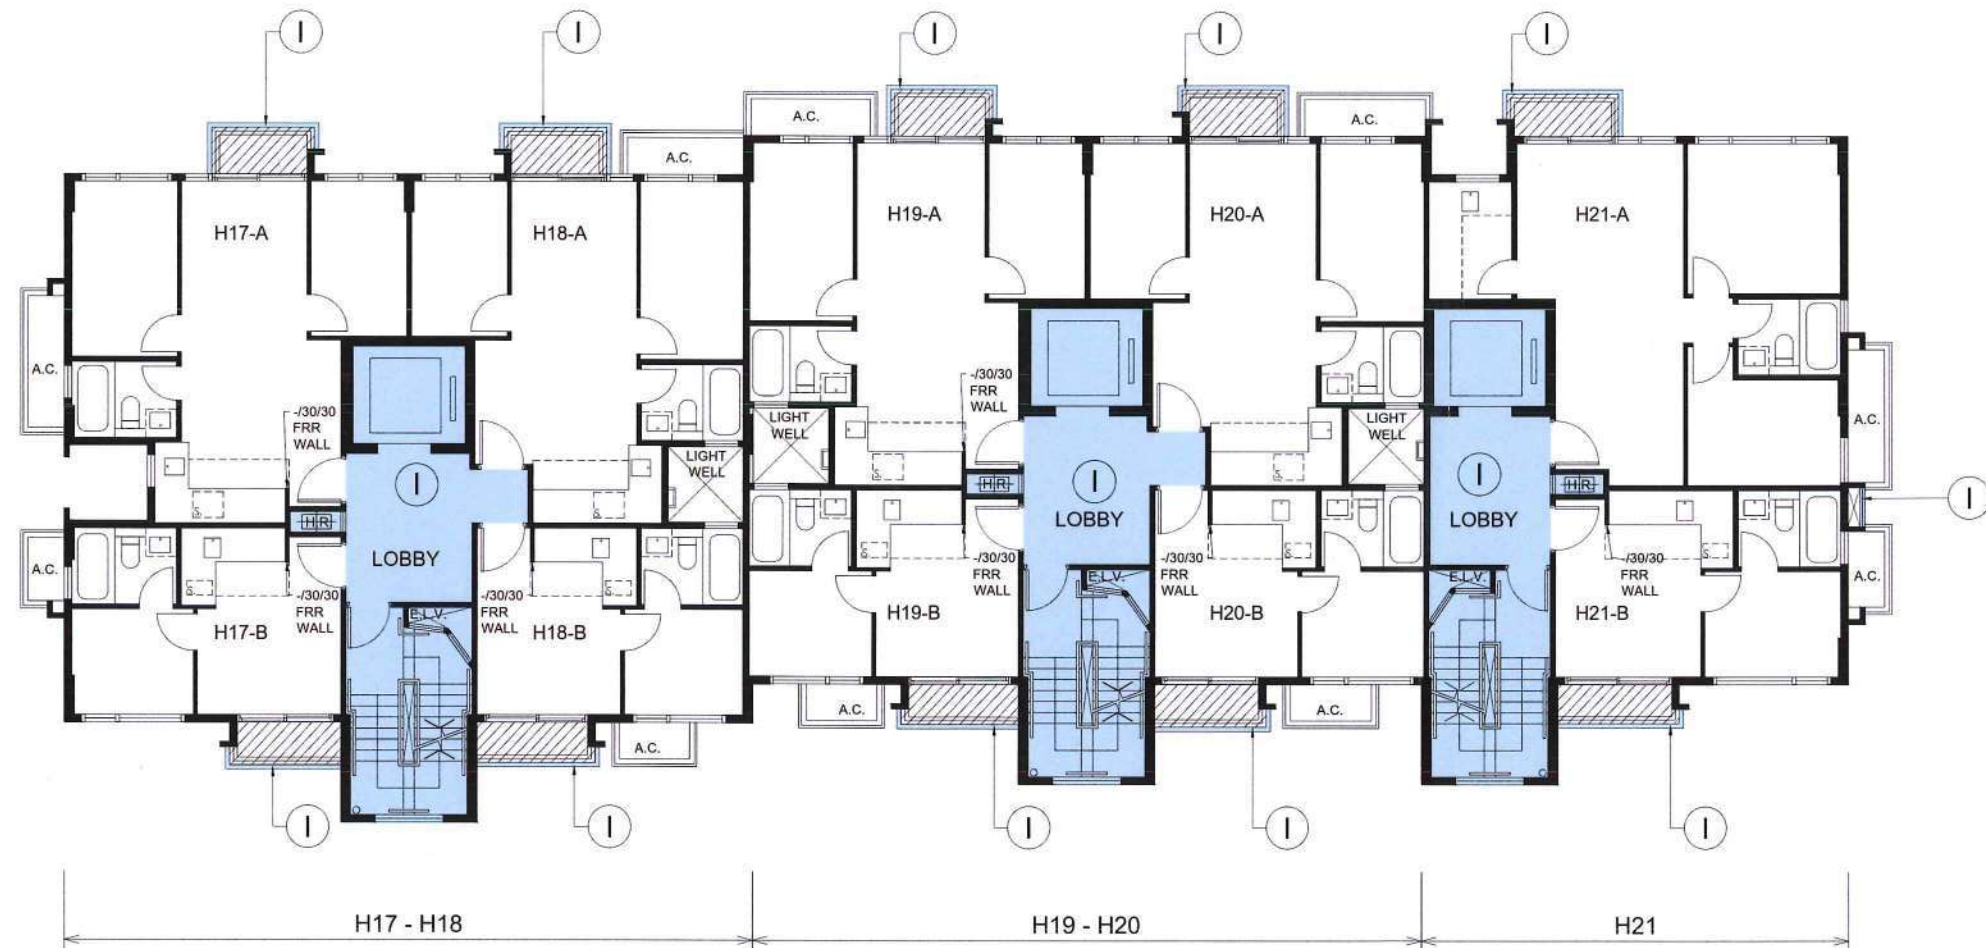 I
I
I
I
I
A.C.
A.C.
A.C.
H17-A
H18-A
H19-A
H20-A
H21-A
A.C.
-/30/30
FRR
WALL
-/30/30
FRR
WALL
LIGHT
WELL
LIGHT
WELL
LIGHT
WELL
A.C.
S
S
S
S
I
LOBBY
I
LOBBY
I
LOBBY
H R
H R
H R
I
A.C.
S
S
S
S
S
A.C.
-/30/30
FRR
WALL
-/30/30
FRR
WALL
-/30/30
FRR
WALL
-/30/30
FRR
WALL
-/30/30
FRR
WALL
E.L.V.
E.L.V.
E.L.V.
H17-B
H18-B
H19-B
H20-B
H21-B
A.C.
A.C.
A.C.
I
I
I
I
I
H17 - H18
H19 - H20
H21